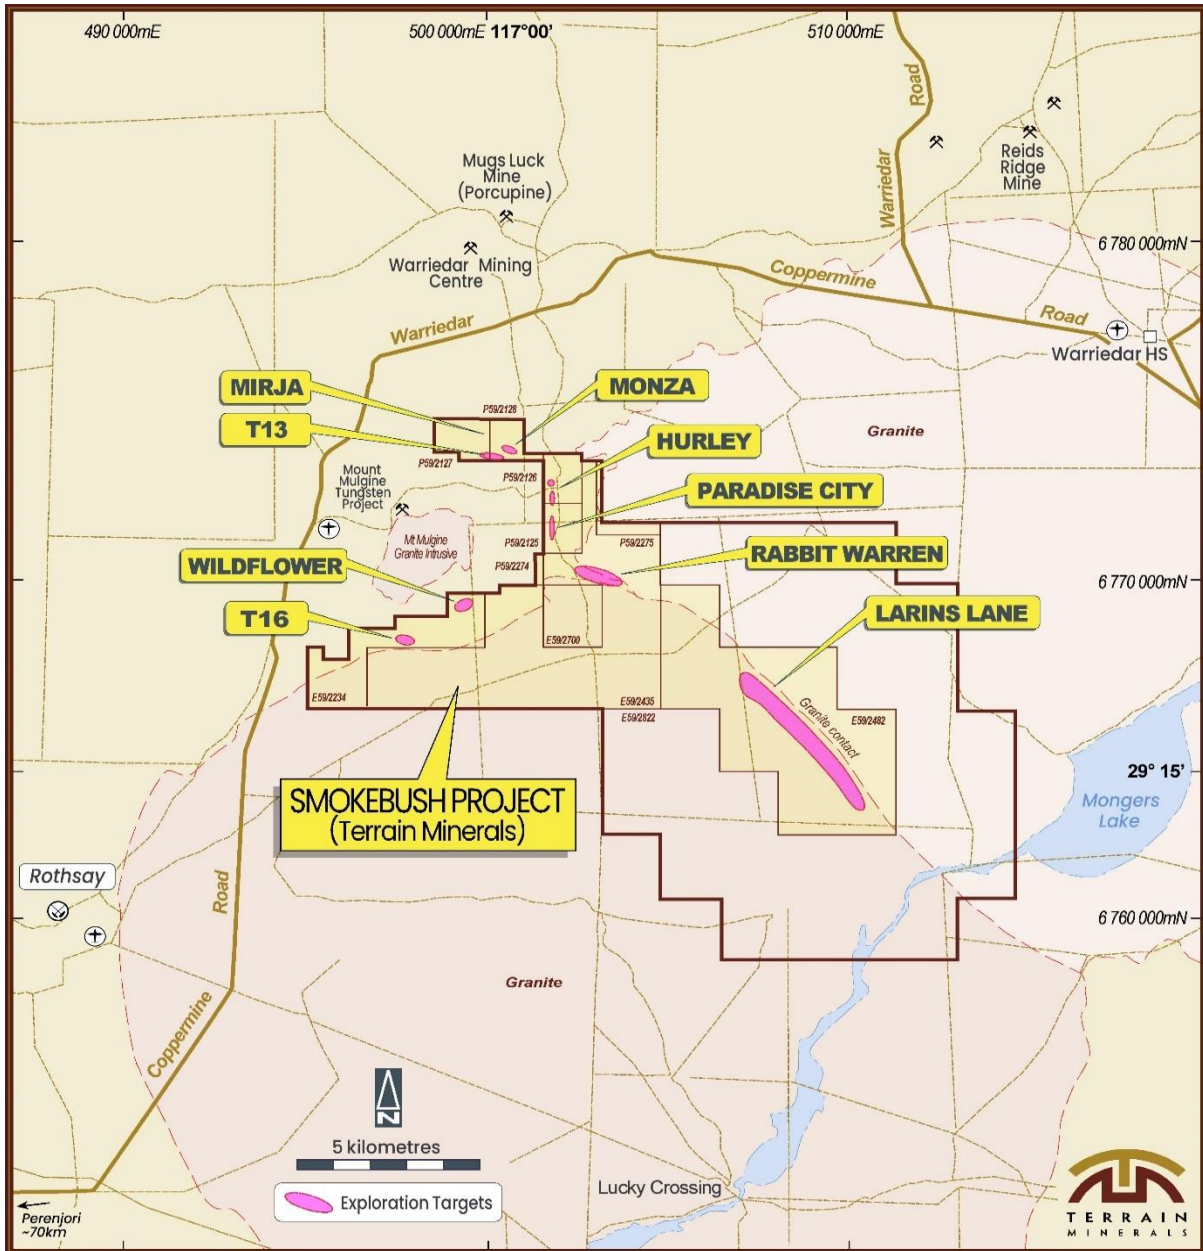 490 000mE
500 000mE 117°00'
510 000mE
Road
Warriedar
Reids
Ridge
Mine
Mugs Luck
Mine
(Porcupine)
Warriedar Mining
Centre
6 780 000mN
Coppermine
Road
Warriedar
Warriedar HS
MIRJA
MONZA
P59/2128
T13
HURLEY
Granite
P59/2127
P59/2126
Mount
Mulgine
Tungsten
Project
PARADISE CITY
Mt Mulgine
Granite Intrusive
P59/2125
P59/2275
WILDFLOWER
P59/2274
RABBIT WARREN
6 770 000mN
T16
LARINS LANE
E59/2700
E59/2234
E59/2435
E59/2822
E59/2482
Granite contact
SMOKEBUSH PROJECT
(Terrain Minerals)
29° 15'
Mongers
Lake
Rothsay
Road
6 760 000mN
Granite
Coppermine
N
5 kilometres
Exploration Targets
Lucky Crossing
Perenjori
~70km
TERRAIN
MINERALS